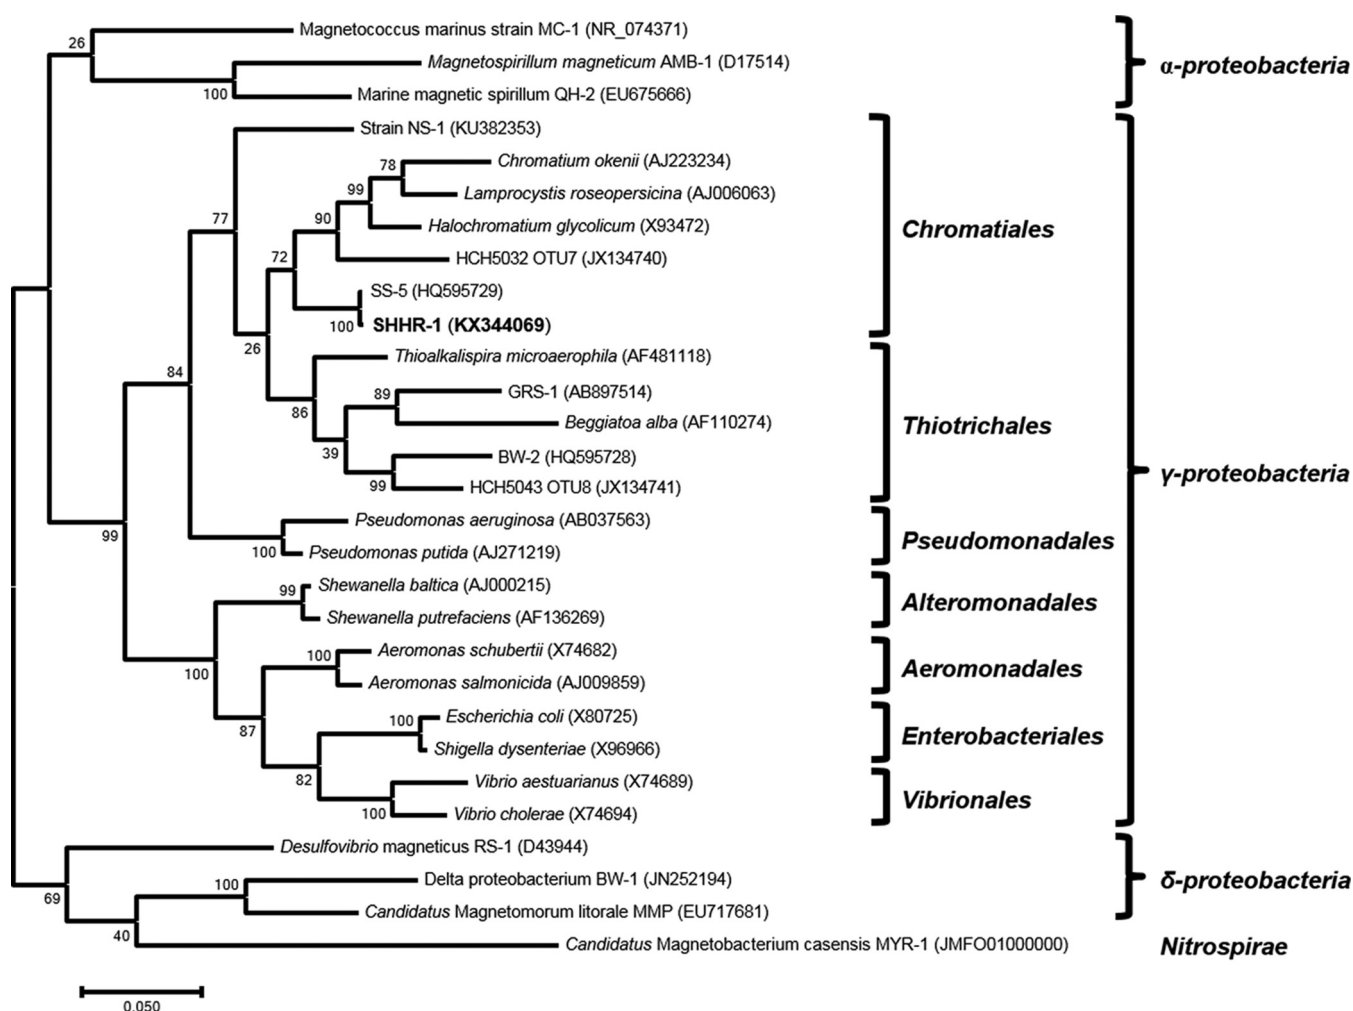 Magnetococcus marinus strain MC-1 (NR_074371)
26
Magnetospirillum magneticum AMB-1 (D17514)
α-proteobacteria
100
Marine magnetic spirillum QH-2 (EU675666)
Strain NS-1 (KU382353)
78
Chromatium okenii (AJ223234)
99
Lamprocystis roseopersicina (AJ006063)
77
90
Halochromatium glycolicum (X93472)
Chromatiales
72
HCH5032 OTU7 (JX134740)
SS-5 (HQ595729)
100
SHHR-1 (KX344069)
26
Thioalkalispira microaerophila (AF481118)
84
89
GRS-1 (AB897514)
86
Beggiatoa alba (AF110274)
Thiotrichales
39
BW-2 (HQ595728)
γ-proteobacteria
99
HCH5043 OTU8 (JX134741)
Pseudomonas aeruginosa (AB037563)
99
Pseudomonadales
100
Pseudomonas putida (AJ271219)
99
Shewanella baltica (AJ000215)
Alteromonadales
Shewanella putrefaciens (AF136269)
100
Aeromonas schubertii (X74682)
100
Aeromonadales
Aeromonas salmonicida (AJ009859)
100
Escherichia coli (X80725)
87
Enterobacteriales
Shigella dysenteriae (X96966)
82
Vibrio aestuarianus (X74689)
Vibrionales
100
Vibrio cholerae (X74694)
Desulfovibrio magneticus RS-1 (D43944)
100
Delta proteobacterium BW-1 (JN252194)
δ-proteobacteria
69
Candidatus Magnetomorum litorale MMP (EU717681)
40
Candidatus Magnetobacterium casensis MYR-1 (JMFO01000000)
Nitrospirae
0.050